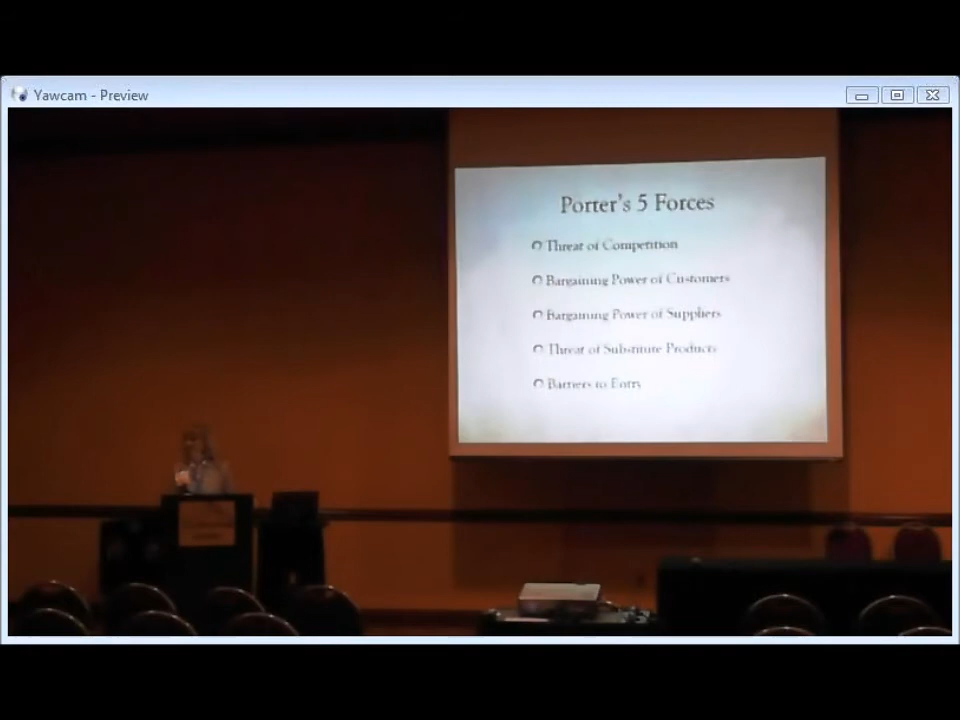 Yawcam - Preview
Porter's 5 Forces
Threat of Competition
Bargaining Power of Customers
Bargaining Power of Suppliers
Threat of Substitute Products
Barriers to Entry